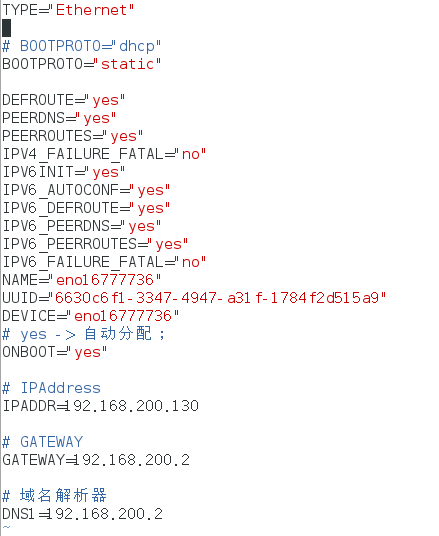 TYPE="Ethernet"
# BOOTPROTO="dhcp"
BOOTPROTO="static"
DEFROUTE="yes"
PEERDNS="yes"
PEERROUTES="yes"
IPV4_FAILURE_FATAL="no"
IPV6INIT="yes"
IPV6_AUTOCONF="yes"
IPV6_DEFROUTE="yes"
IPV6_PEERDNS="yes"
IPV6_PEERROUTES="yes"
IPV6_FAILURE_FATAL="no"
NAME="eno16777736"
UUID="6630c6f1-3347-4947-a31f-1784f2d515a9"
DEVICE="eno16777736"
# yes -> 自动分配；
ONBOOT="yes"
# IPAddress
IPADDR=192.168.200.130
# GATEWAY
GATEWAY=192.168.200.2
# 域名解析器
DNS1=192.168.200.2
~